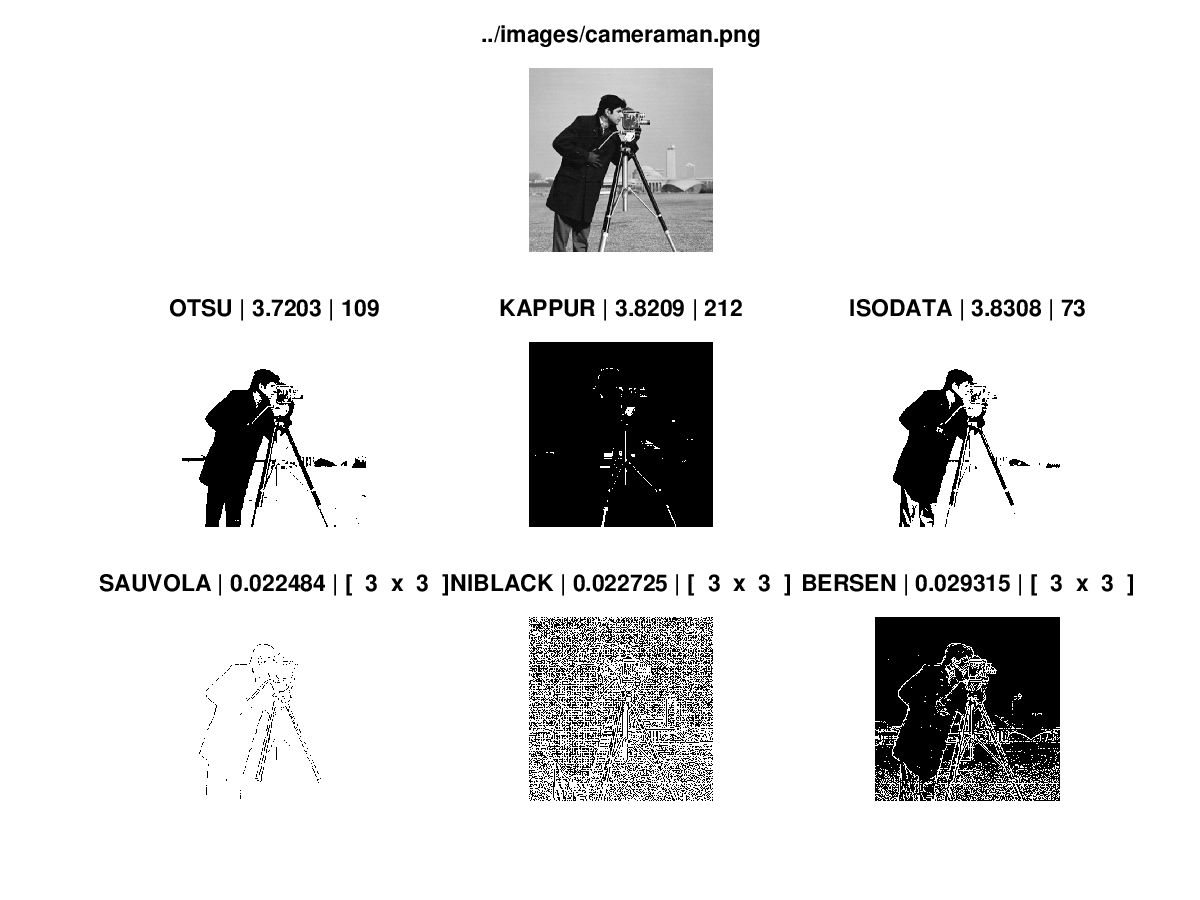 ../images/cameraman.png
OTSU | 3.7203 | 109
KAPPUR | 3.8209 | 212
ISODATA | 3.8308 | 73
SAUVOLA | 0.022484 | [ 3 x 3 ]
NIBLACK | 0.022725 | [ 3 x 3 ]
BERSEN | 0.029315 | [ 3 x 3 ]